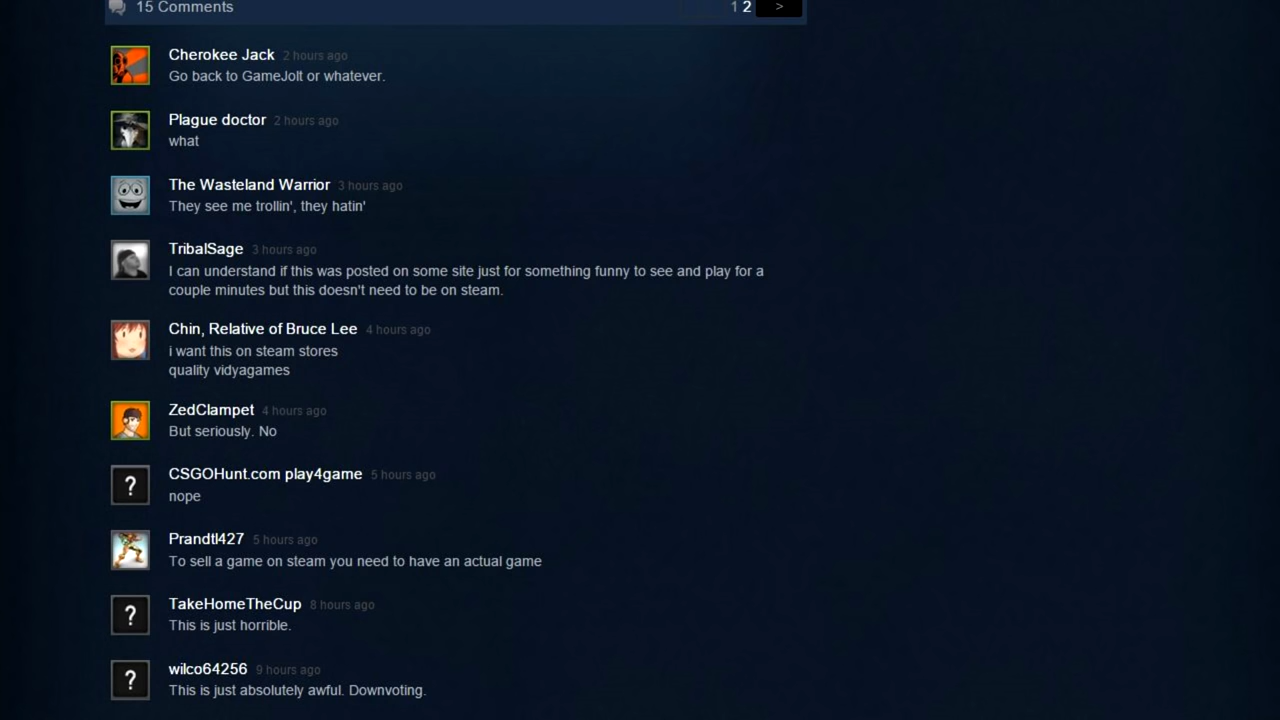 15 Comments
1 2 >
Cherokee Jack 2 hours ago
Go back to GameJolt or whatever.
Plague doctor 2 hours ago
what
The Wasteland Warrior 3 hours ago
They see me trollin', they hatin'
TribalSage 3 hours ago
I can understand if this was posted on some site just for something funny to see and play for a
couple minutes but this doesn't need to be on steam.
Chin, Relative of Bruce Lee 4 hours ago
i want this on steam stores
quality vidyagames
ZedClampet 4 hours ago
But seriously. No
CSGOHunt.com play4game 5 hours ago
?
nope
Prandtl427 5 hours ago
To sell a game on steam you need to have an actual game
TakeHomeTheCup 8 hours ago
?
This is just horrible.
wilco64256 9 hours ago
?
This is just absolutely awful. Downvoting.